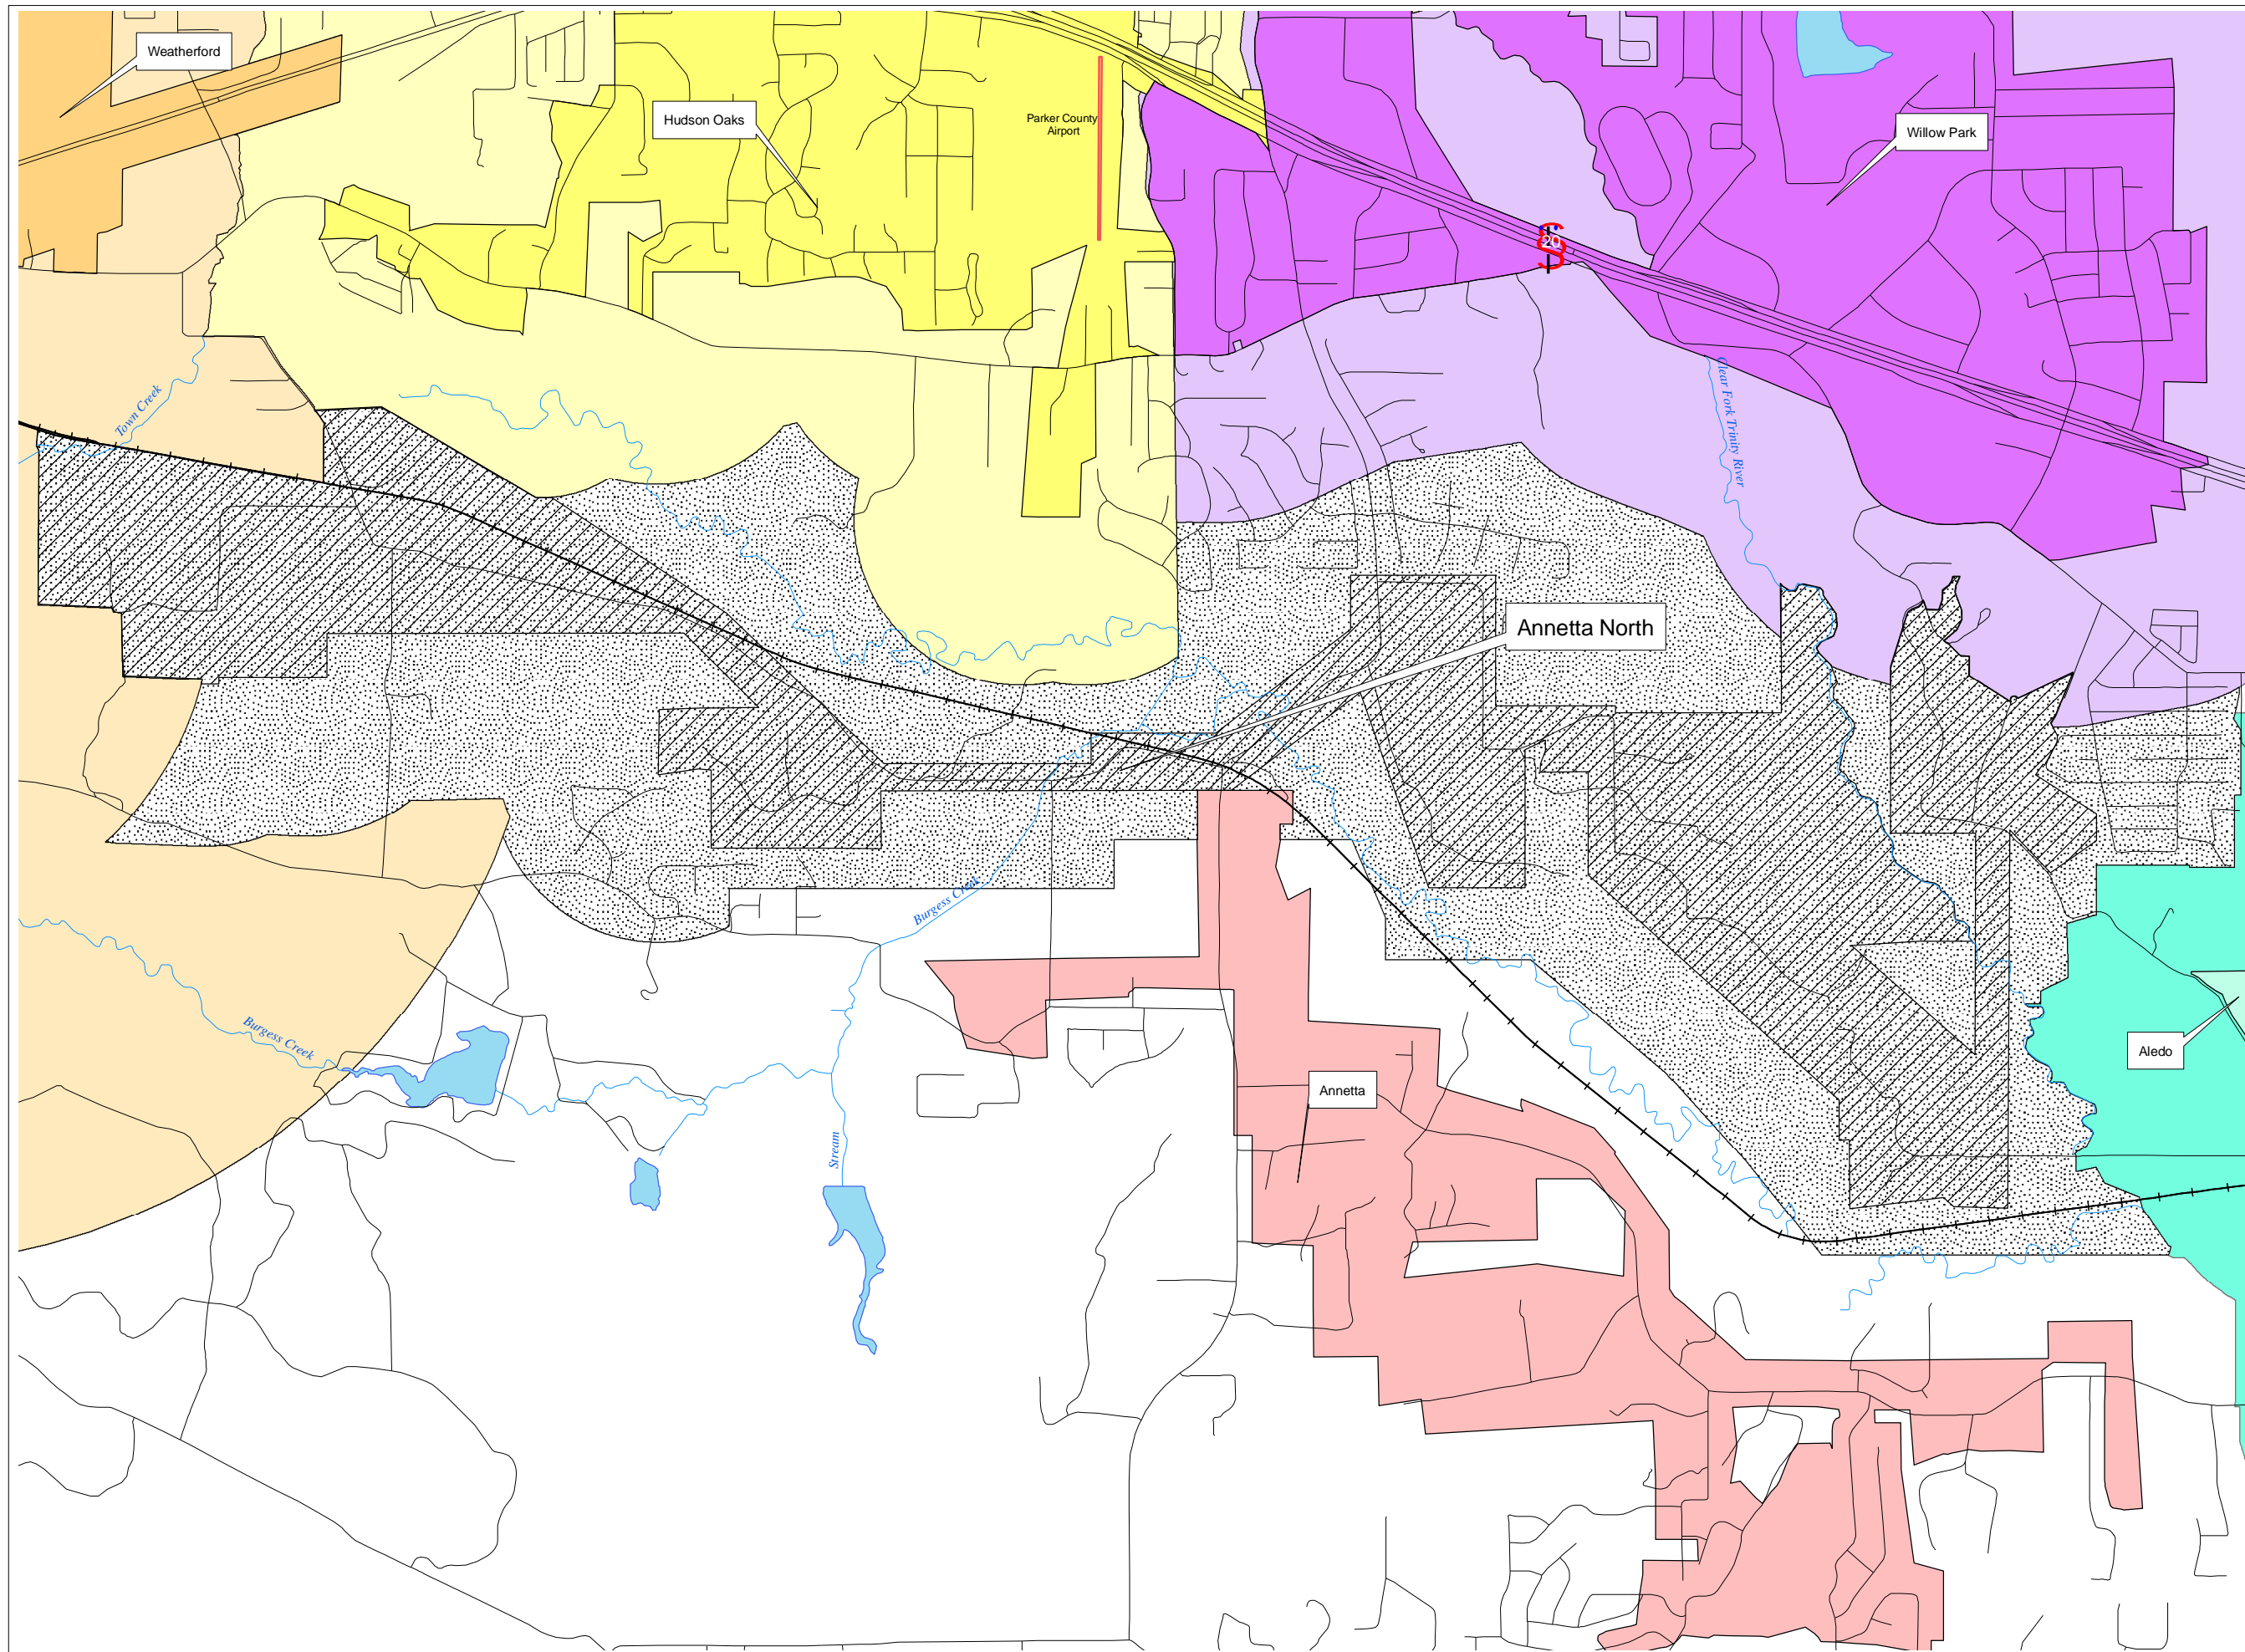 Weatherford
Hudson Oaks
Parker County
Airport
Willow Park
20
Town Creek
Clear Fork Trinity River
Annetta North
Burgess Creek
Burgess Creek
Aledo
Annetta
Stream